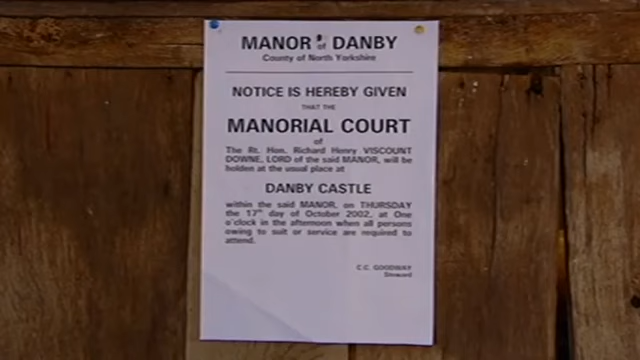 MANOR of DANBY
County of North Yorkshire
NOTICE IS HEREBY GIVEN
THAT THE
MANORIAL COURT
of
The Rt. Hon. Richard Henry VISCOUNT
DOWNE, LORD of the said MANOR, will be
holden at the usual place at
DANBY CASTLE
within the said MANOR, on THURSDAY
the 17th day of October 2002, at One
o'clock in the afternoon when all persons
owing to suit or service are required to
attend.
C.C. GOODWAY
Steward